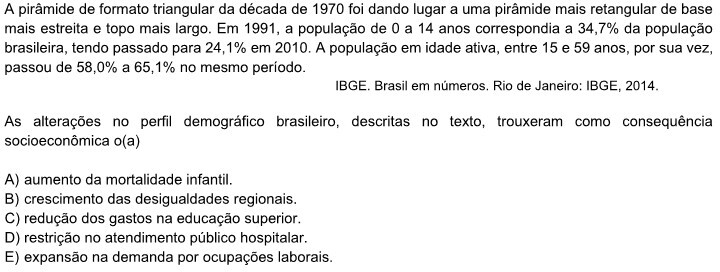 A pirâmide de formato triangular da década de 1970 foi dando lugar a uma pirâmide mais retangular de base
mais estreita e topo mais largo. Em 1991, a população de 0 a 14 anos correspondia a 34,7% da população
brasileira, tendo passado para 24,1% em 2010. A população em idade ativa, entre 15 e 59 anos, por sua vez,
passou de 58,0% a 65,1% no mesmo período.
IBGE. Brasil em números. Rio de Janeiro: IBGE, 2014.
As alterações no perfil demográfico brasileiro, descritas no texto, trouxeram como consequência
socioeconômica o(a)
A) aumento da mortalidade infantil.
B) crescimento das desigualdades regionais.
C) redução dos gastos na educação superior.
D) restrição no atendimento público hospitalar.
E) expansão na demanda por ocupações laborais.